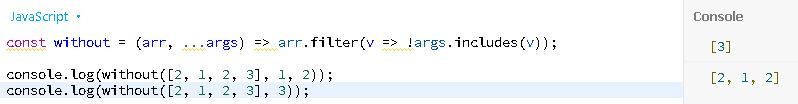 JavaScript
const without = (arr, ...args) => arr.filter(v => !args.includes(v));
console.log(without([2, 1, 2, 3], 1, 2));
console.log(without([2, 1, 2, 3], 3));
Console
[3]
[2, 1, 2]